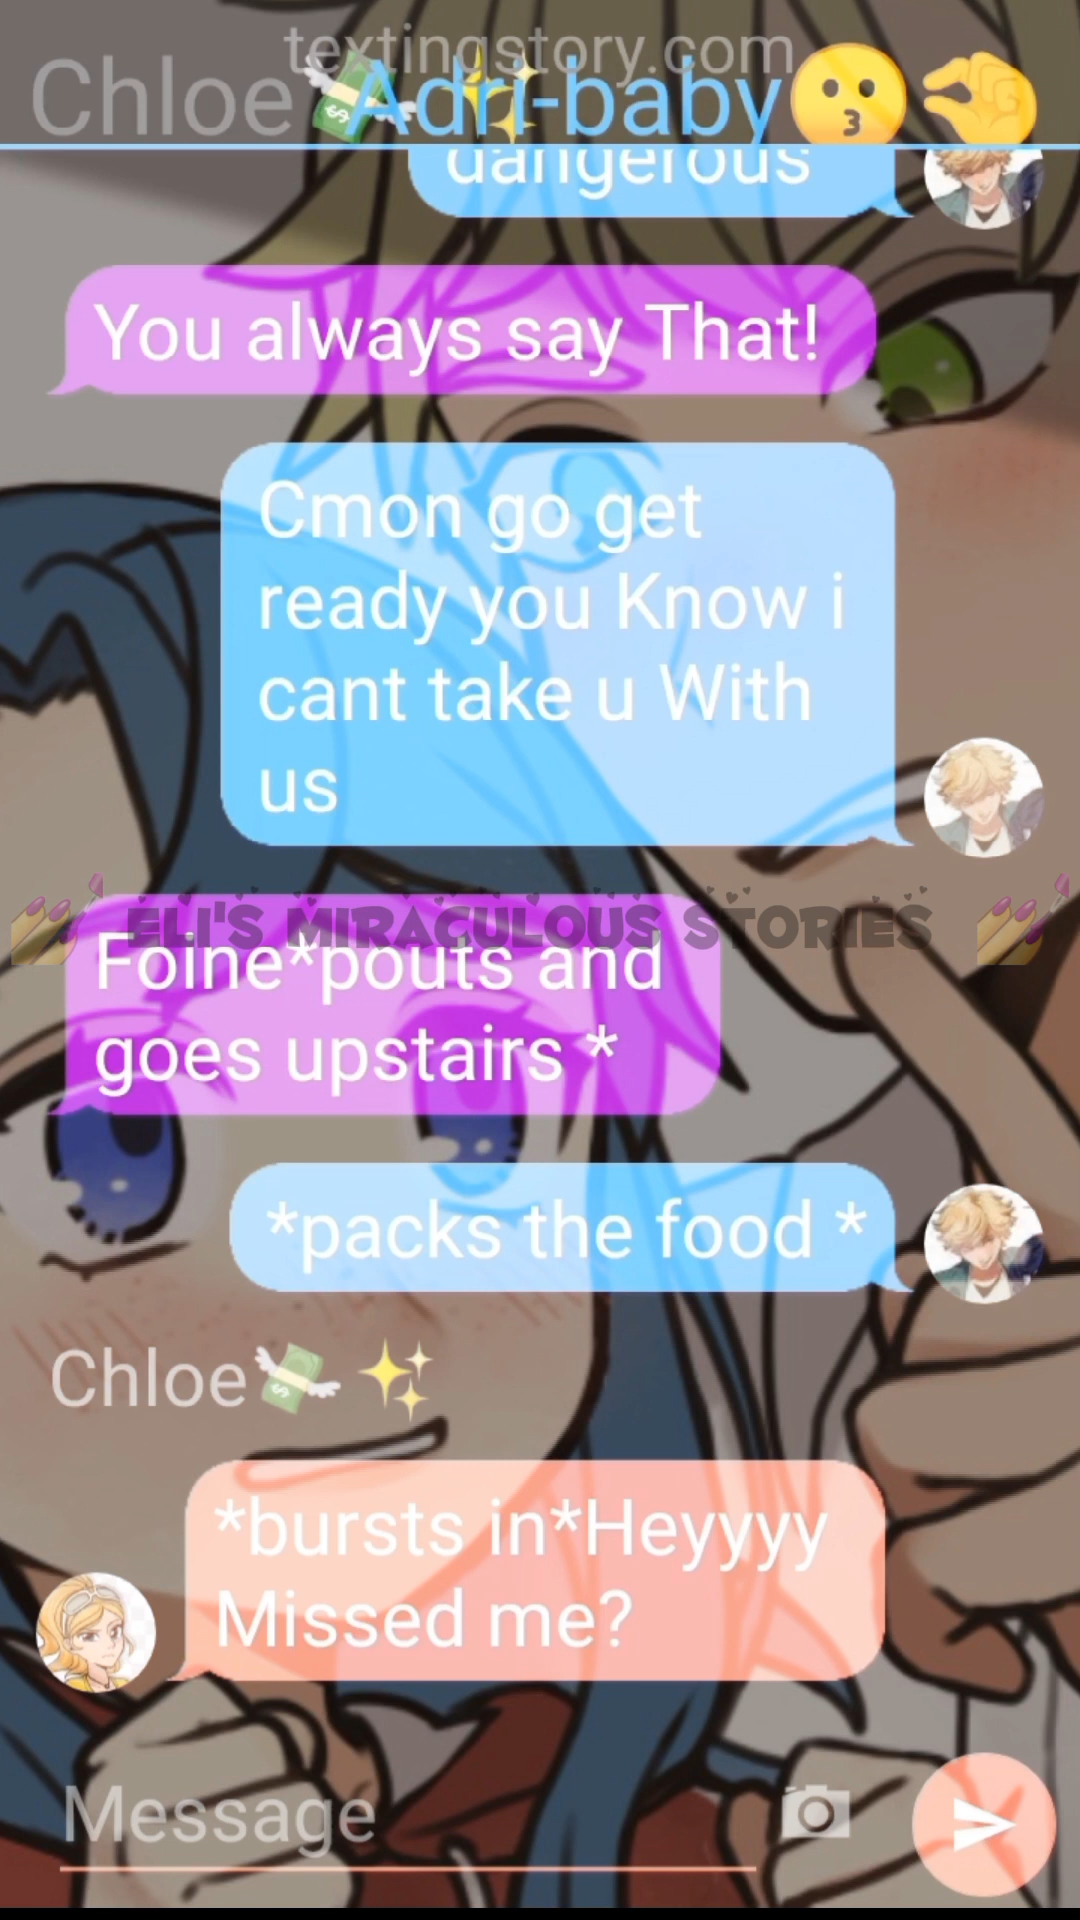 textingstory.com
Chloe💸✨
Adri-baby😗🤏
dangerous
You always say That!
Cmon go get
ready you Know i
cant take u With
us
💅 ELI'S MIRACULOUS STORIES 💅
Foine*pouts and
goes upstairs *
*packs the food *
Chloe💸✨
*bursts in*Heyyyy
Missed me?
Message